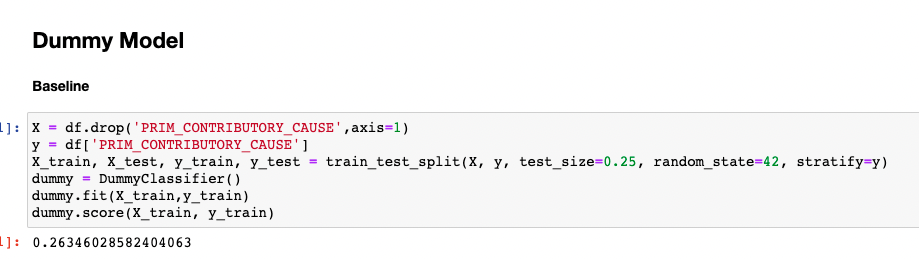 Dummy Model
Baseline
]: X = df.drop('PRIM_CONTRIBUTORY_CAUSE',axis=1)
y = df['PRIM_CONTRIBUTORY_CAUSE']
X_train, X_test, y_train, y_test = train_test_split(X, y, test_size=0.25, random_state=42, stratify=y)
dummy = DummyClassifier()
dummy.fit(X_train,y_train)
dummy.score(X_train, y_train)
]: 0.26346028582404063